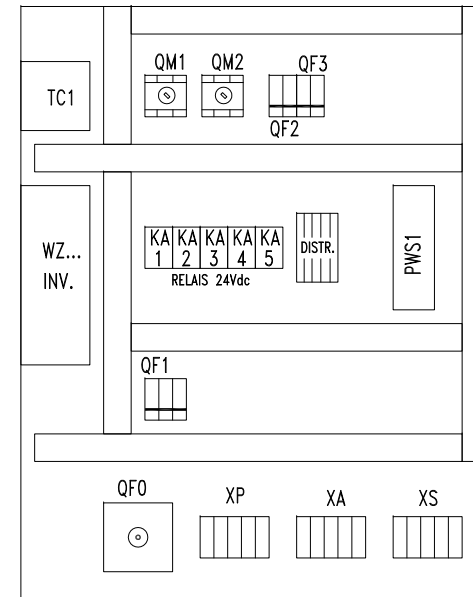 QM1 QM2 QF3
TC1
QF2
WZ...
INV.
KA KA KA KA KA
1 2 3 4 5
RELAIS 24Vdc
DISTR.
PWS1
QF1
QF0 XP XA XS